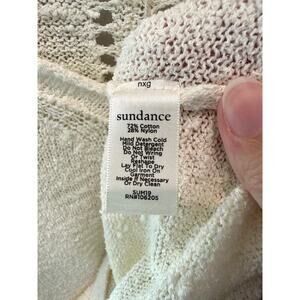 nxg
sundance
72% Cotton
28% Nylon
Hand Wash Cold
Mild Detergent
Do Not Bleach
Do Not Wring
Or Twist
Reshape
Lay Flat To Dry
Cool Iron On
Garment
Inside If Necessary
Or Dry Clean
SUM19
RN#106205